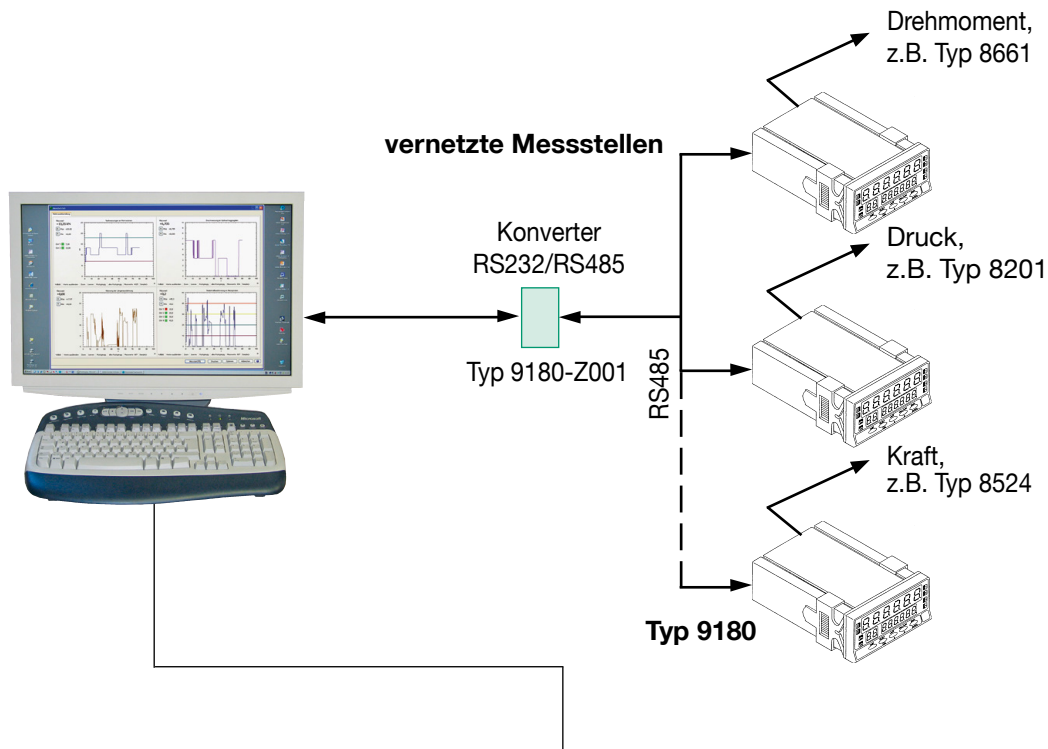 Drehmoment,
z.B. Typ 8661
vernetzte Messstellen
Konverter
RS232/RS485
Druck,
z.B. Typ 8201
Typ 9180-Z001
RS485
Kraft,
z.B. Typ 8524
Typ 9180
Microsoft